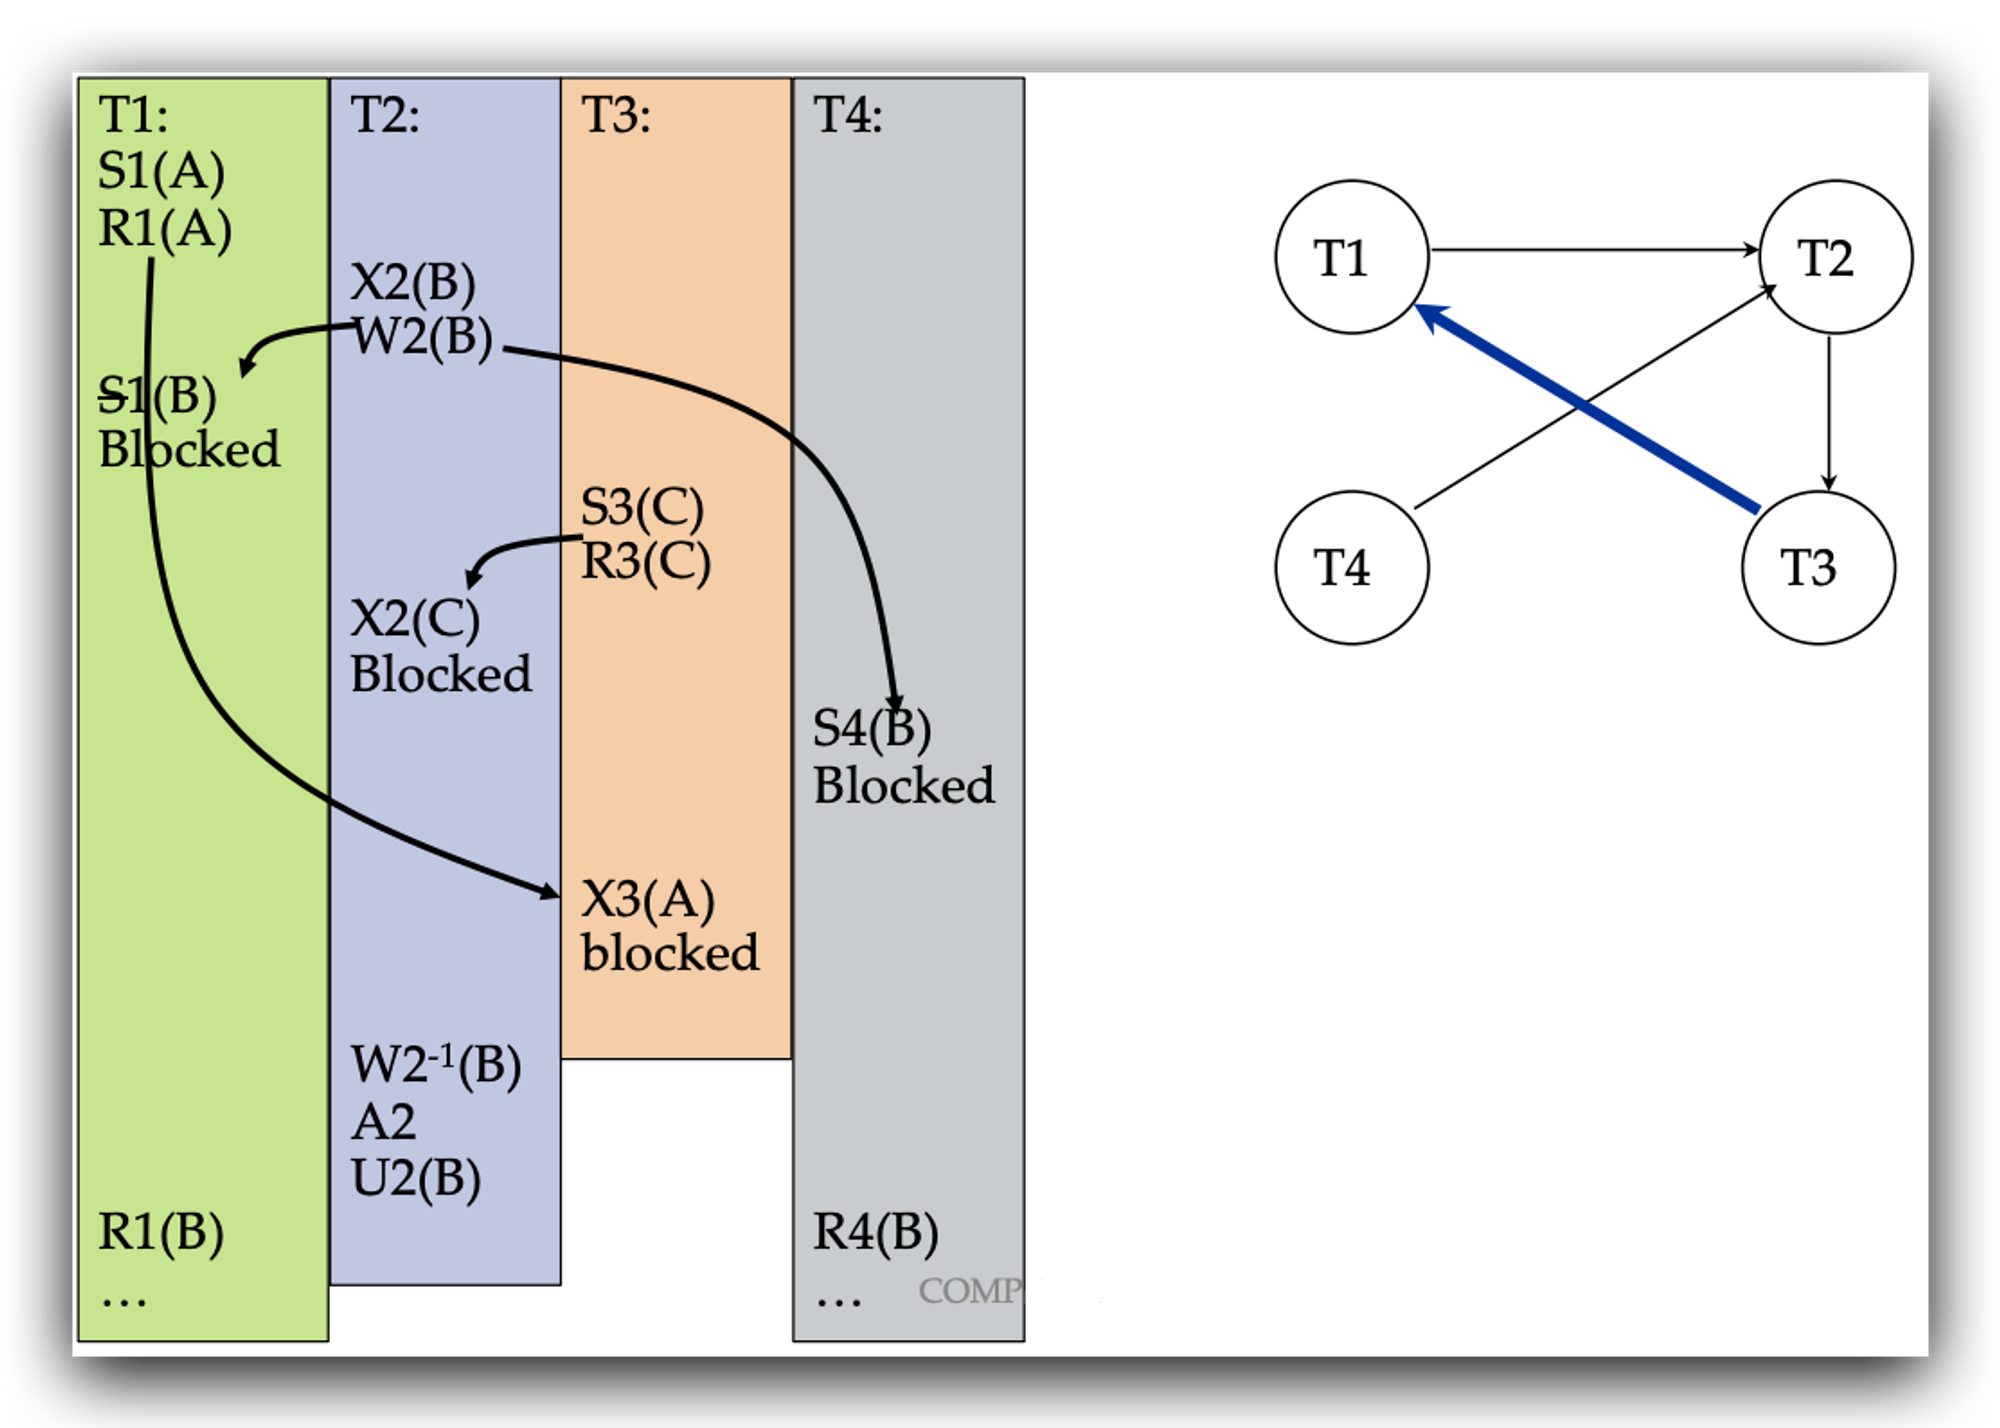 T1:
S1(A)
R1(A)
S1(B)
Blocked
R1(B)
…
T2:
X2(B)
W2(B)
X2(C)
Blocked
W2⁻¹(B)
A2
U2(B)
T3:
S3(C)
R3(C)
X3(A)
blocked
T4:
S4(B)
Blocked
R4(B)
…
COMP
T1
T2
T4
T3